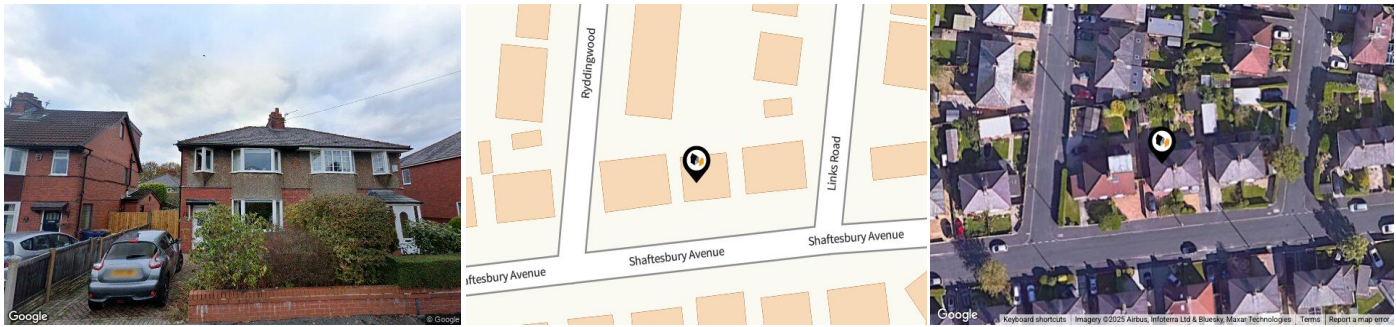 Ryddingwood
Links Road
Shaftesbury Avenue
Shaftesbury Avenue
aftesbury Avenue
Google
© Google
Google
Keyboard shortcuts
Imagery ©2025 Airbus, Infoterra Ltd & Bluesky, Maxar Technologies
Terms
Report a map error